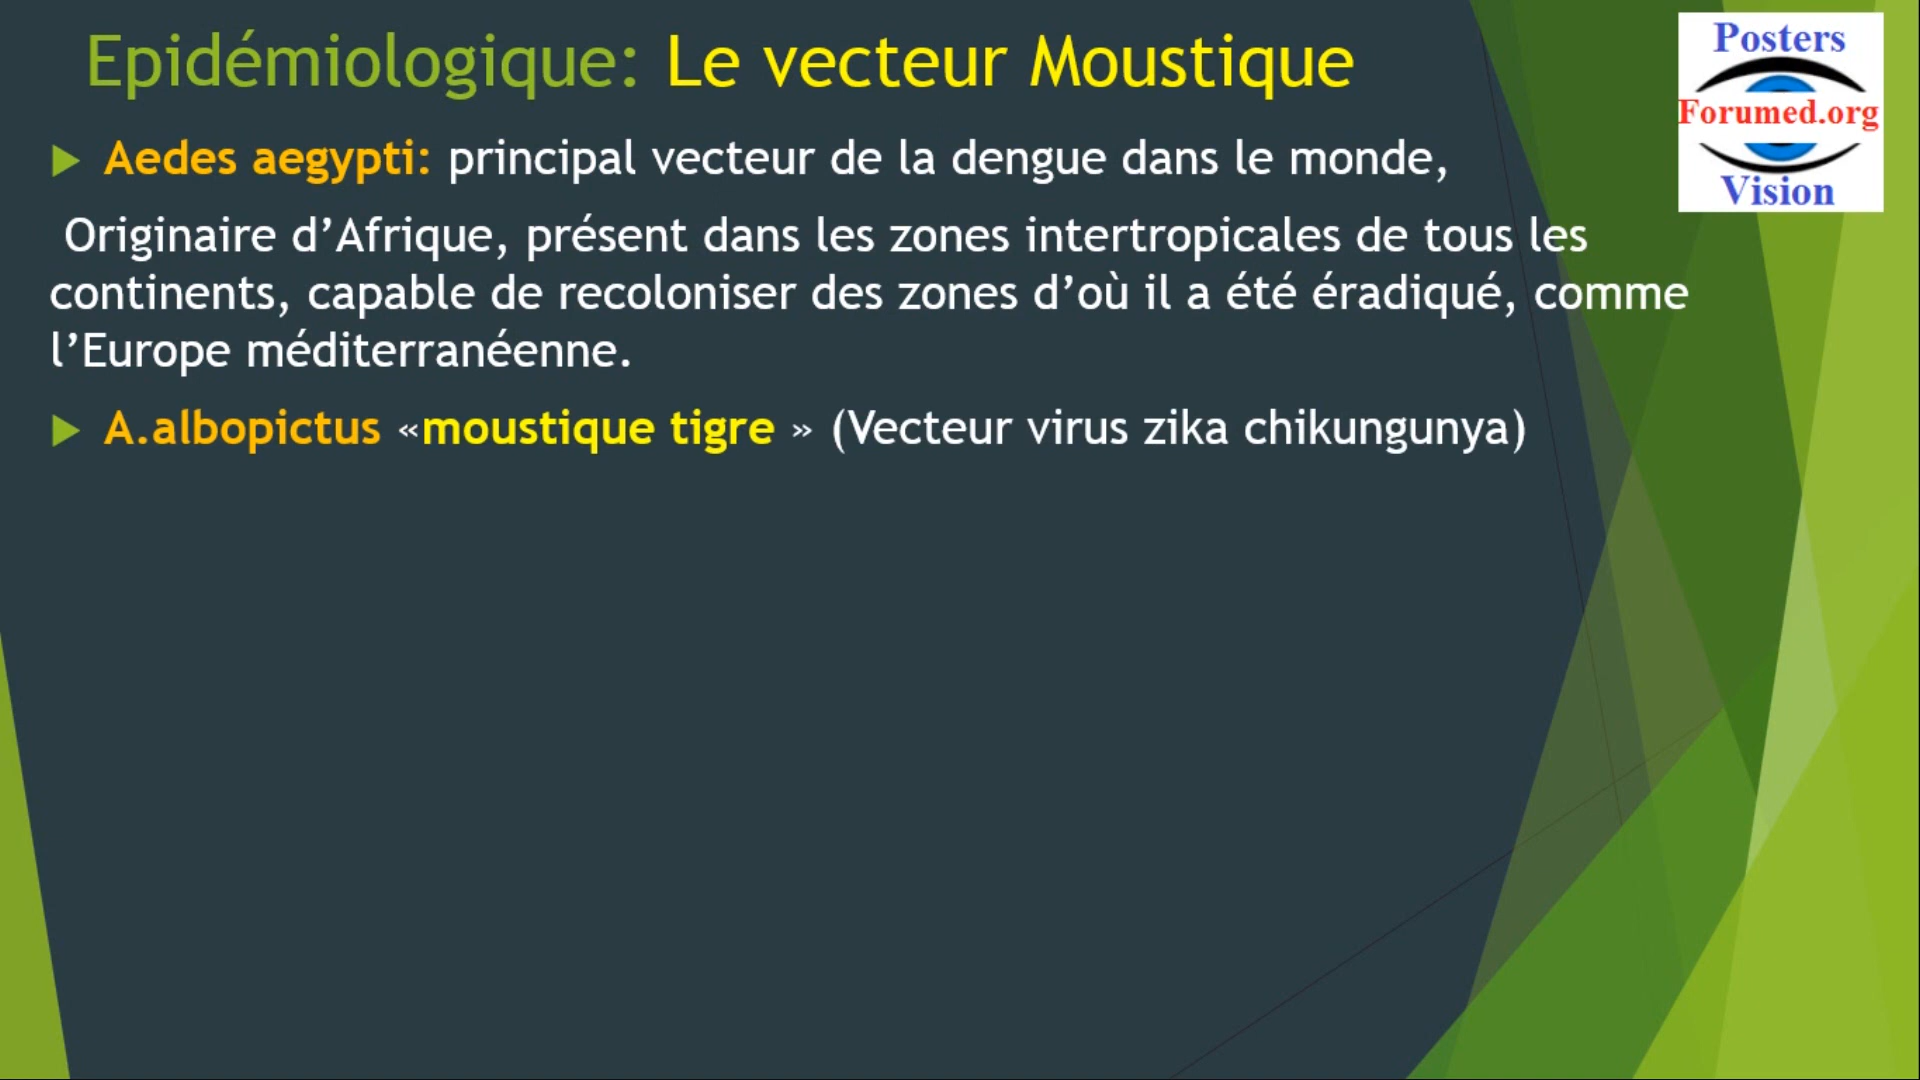 Epidémiologique: Le vecteur Moustique
Posters
Forumed.org
Vision
Aedes aegypti: principal vecteur de la dengue dans le monde,
Originaire d’Afrique, présent dans les zones intertropicales de tous les
continents, capable de recoloniser des zones d’où il a été éradiqué, comme
l’Europe méditerranéenne.
A.albopictus «moustique tigre » (Vecteur virus zika chikungunya)